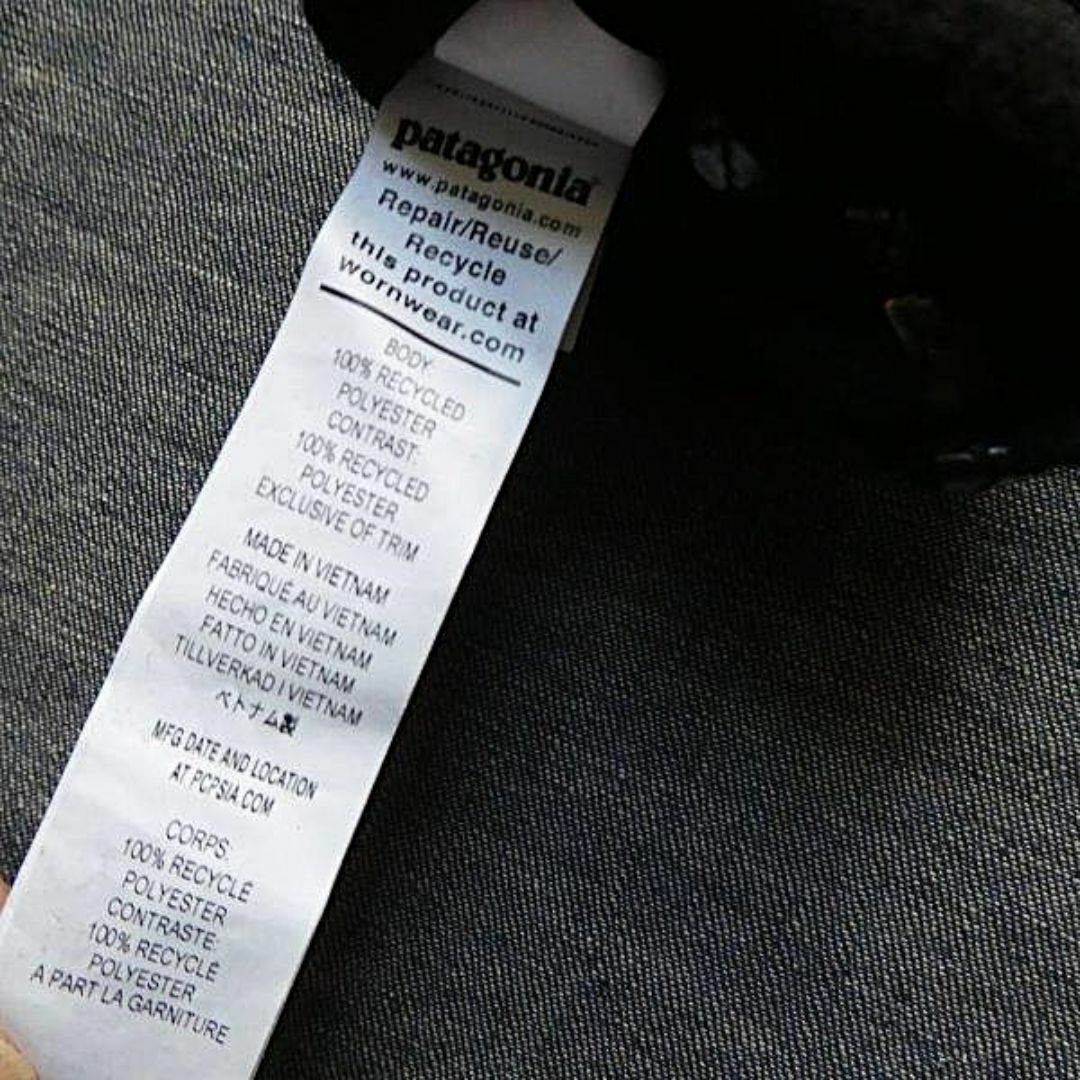 patagonia
www.patagonia.com
Repair/Reuse/
Recycle
this product at
wornwear.com
BODY:
100% RECYCLED
POLYESTER
CONTRAST:
100% RECYCLED
POLYESTER
EXCLUSIVE OF TRIM
MADE IN VIETNAM
FABRIQUÉ AU VIETNAM
HECHO EN VIETNAM
FATTO IN VIETNAM
TILLVERKAD I VIETNAM
ベトナム製
MFG DATE AND LOCATION
AT PCPSIA.COM
CORPS:
100% RECYCLÉ
POLYESTER
CONTRASTE:
100% RECYCLÉ
POLYESTER
A PART LA GARNITURE